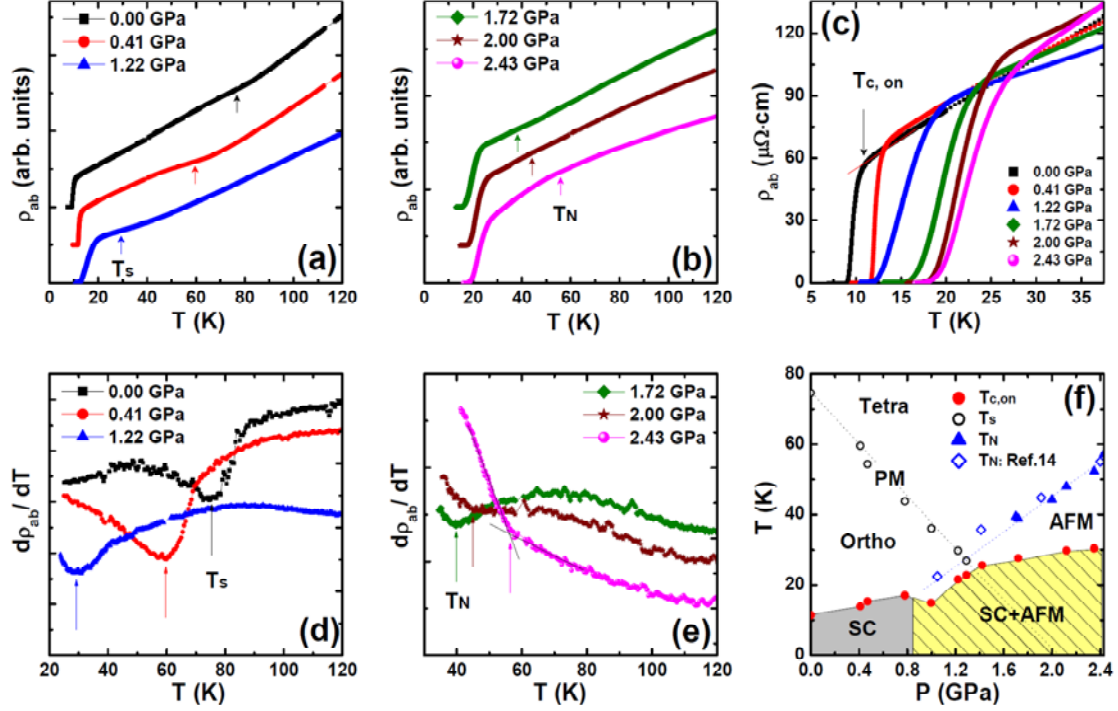 0.00 GPa
0.41 GPa
1.22 GPa
ρab (arb. units)
TS
(a)
0 20 40 60 80 100 120
T (K)
1.72 GPa
2.00 GPa
2.43 GPa
ρab (arb. units)
TN
(b)
0 20 40 60 80 100 120
T (K)
(c)
Tc, on
120
90
60
30
0
ρab (μΩ·cm)
0.00 GPa
0.41 GPa
1.22 GPa
1.72 GPa
2.00 GPa
2.43 GPa
5 10 15 20 25 30 35
T (K)
0.00 GPa
0.41 GPa
1.22 GPa
dρab/ dT
TS
(d)
20 40 60 80 100 120
T (K)
1.72 GPa
2.00 GPa
2.43 GPa
dρab/ dT
TN
(e)
40 60 80 100 120
T (K)
(f)
80
60
40
20
0
T (K)
Tetra
PM
Ortho
AFM
SC
SC+AFM
Tc,on
Ts
TN
TN: Ref.14
0.0 0.4 0.8 1.2 1.6 2.0 2.4
P (GPa)